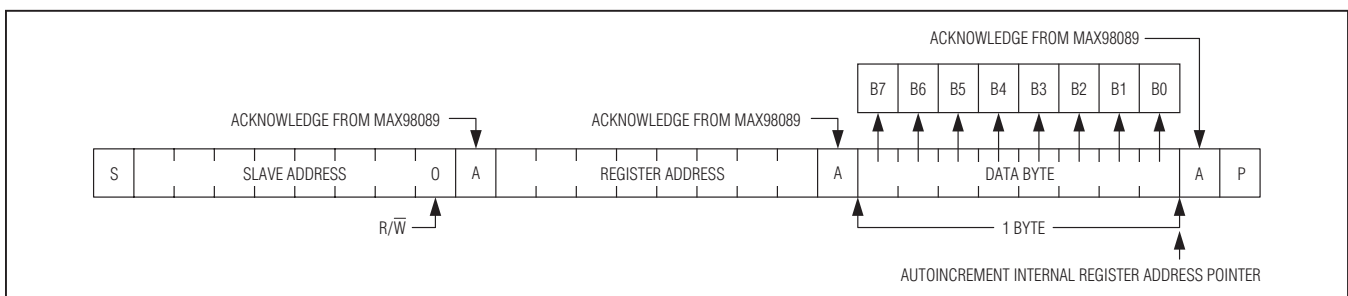 ACKNOWLEDGE FROM MAX98089
B7 B6 B5 B4 B3 B2 B1 B0
ACKNOWLEDGE FROM MAX98089 ACKNOWLEDGE FROM MAX98089
S SLAVE ADDRESS 0 A REGISTER ADDRESS A DATA BYTE A P
R/W̅ 1 BYTE
AUTOINCREMENT INTERNAL REGISTER ADDRESS POINTER